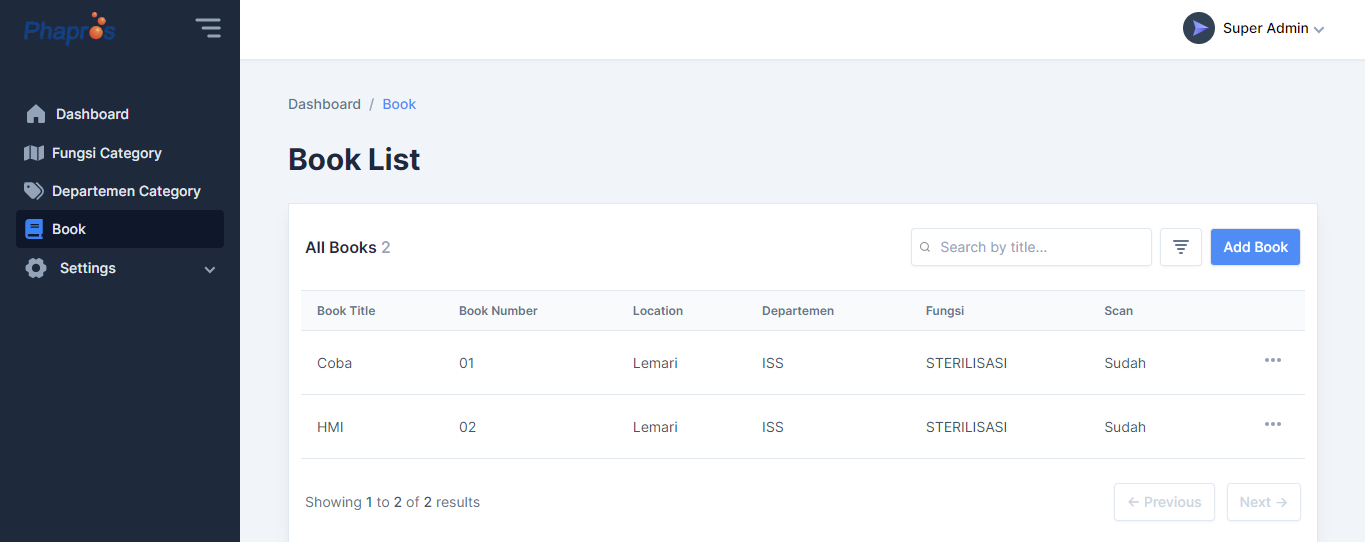 Phapros
Super Admin
Dashboard
Fungsi Category
Departemen Category
Book
Settings
Dashboard / Book
Book List
All Books 2
Search by title...
Add Book
Book Title Book Number Location Departemen Fungsi Scan
Coba 01 Lemari ISS STERILISASI Sudah
HMI 02 Lemari ISS STERILISASI Sudah
Showing 1 to 2 of 2 results
← Previous
Next →